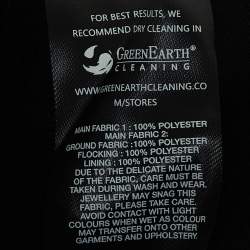 FOR BEST RESULTS, WE
RECOMMEND DRY CLEANING IN
GREENEARTH
CLEANING
WWW.GREENEARTHCLEANING.CO
M/STORES
MAIN FABRIC 1 : 100% POLYESTER
MAIN FABRIC 2:
GROUND FABRIC : 100% POLYESTER
FLOCKING : 100% POLYESTER
LINING : 100% POLYESTER
DUE TO THE DELICATE NATURE
OF THE FABRIC, CARE MUST BE
TAKEN DURING WASH AND WEAR.
JEWELLERY MAY SNAG THIS
FABRIC, PLEASE TAKE CARE.
AVOID CONTACT WITH LIGHT
COLOURS WHEN WET AS COLOUR
MAY TRANSFER ONTO OTHER
GARMENTS AND UPHOLSTERY